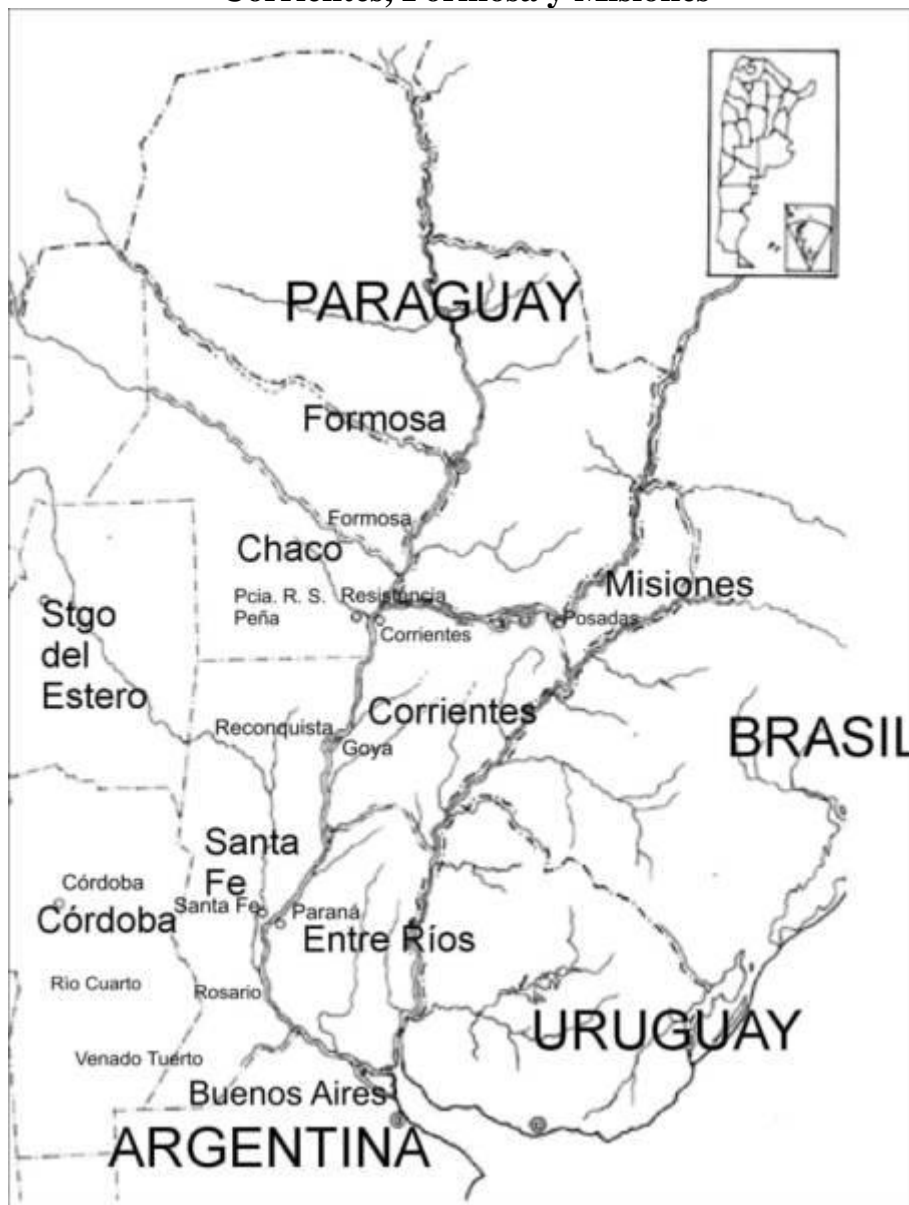 Corrientes, Formosa y Misiones
PARAGUAY
Formosa
Formosa
Chaco
Misiones
Pcia. R. S.
Peña
Resistencia
Posadas
Corrientes
Stgo
del
Estero
Corrientes
Reconquista
Goya
BRASIL
Santa
Fe
Córdoba
Córdoba
Santa Fe
Paraná
Entre Ríos
Río Cuarto
Rosario
URUGUAY
Venado Tuerto
Buenos Aires
ARGENTINA